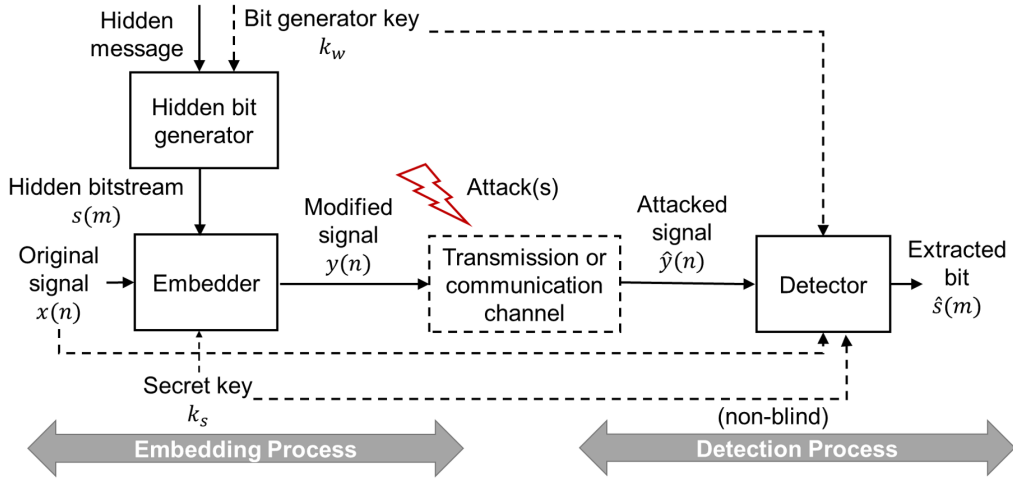 Hidden
message
Bit generator key
k_w
Hidden bit
generator
Hidden bitstream
s(m)
Original
signal
x(n)
Embedder
Modified
signal
y(n)
Attack(s)
Transmission or
communication
channel
Attacked
signal
ŷ(n)
Detector
Extracted
bit
ŝ(m)
Secret key
k_s
(non-blind)
Embedding Process
Detection Process